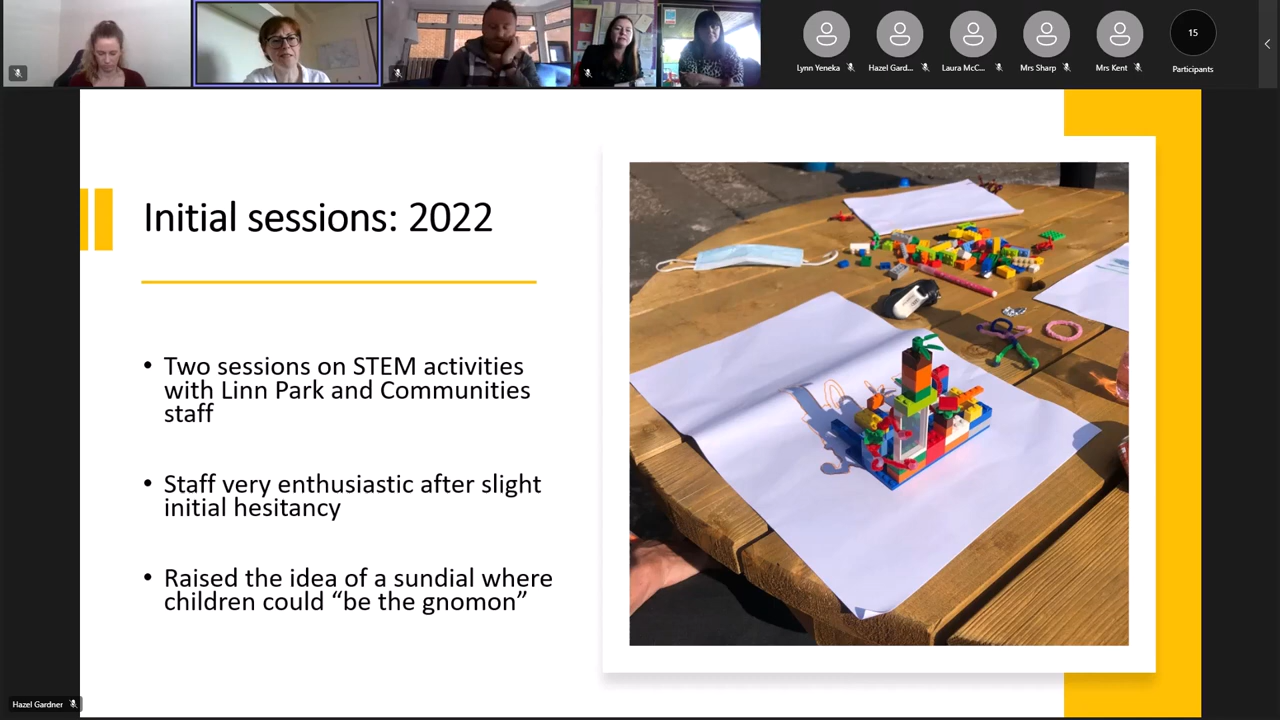 Lynn Yeneka
Hazel Gard...
Laura McC...
Mrs Sharp
Mrs Kent
15
Participants
Initial sessions: 2022
• Two sessions on STEM activities
with Linn Park and Communities
staff
• Staff very enthusiastic after slight
initial hesitancy
• Raised the idea of a sundial where
children could “be the gnomon”
Hazel Gardner